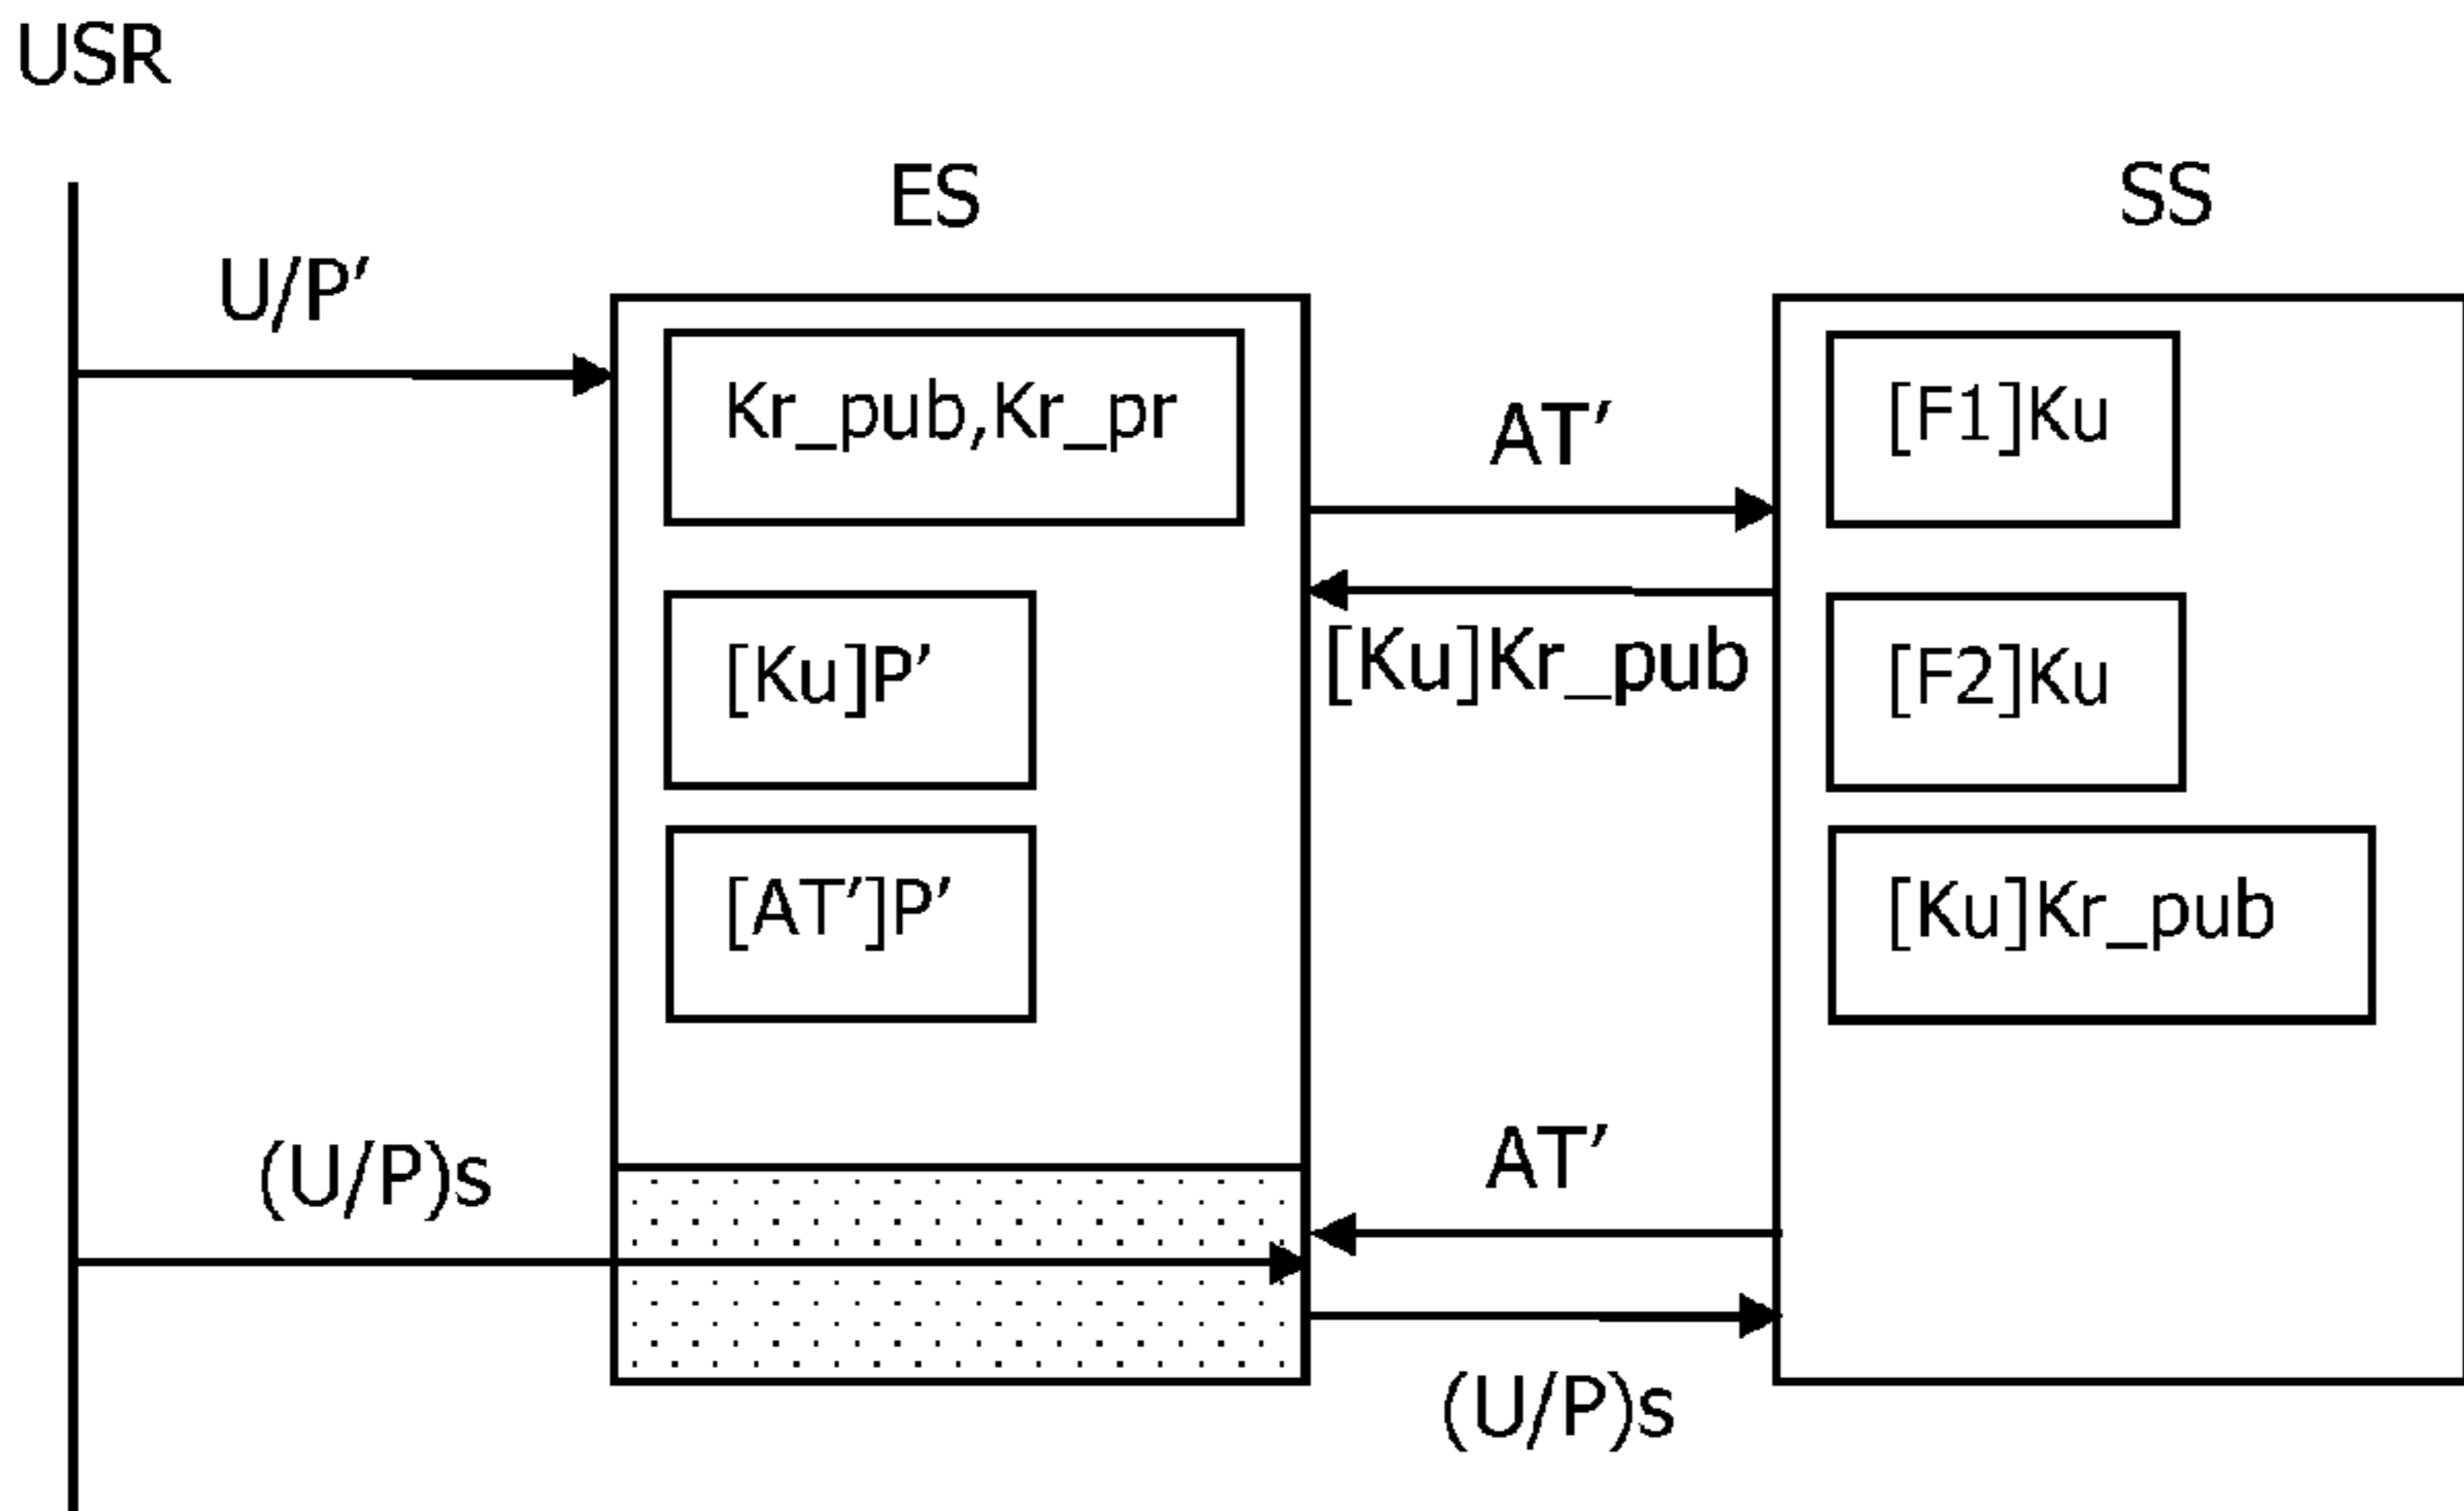 USR
ES
SS
U/P’
Kr_pub,Kr_pr
[F1]Ku
AT’
[Ku]Kr_pub
[Ku]P’
[F2]Ku
[AT’]P’
[Ku]Kr_pub
(U/P)s
AT’
(U/P)s